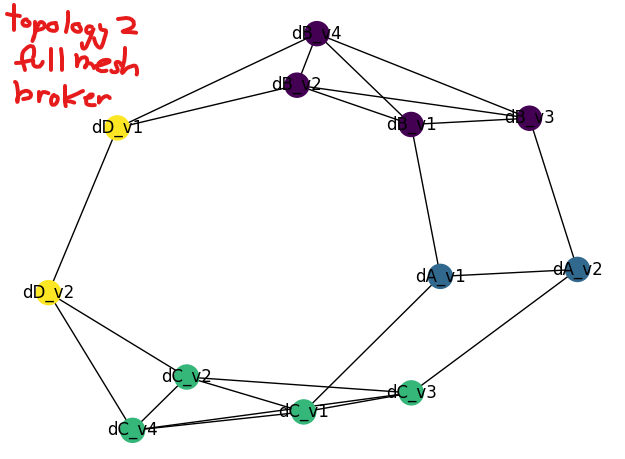 topology 2
full mesh
broker
dB_v4
dB_v2
dD_v1
dB_v1
dB_v3
dA_v1
dA_v2
dD_v2
dC_v2
dC_v3
dC_v1
dC_v4